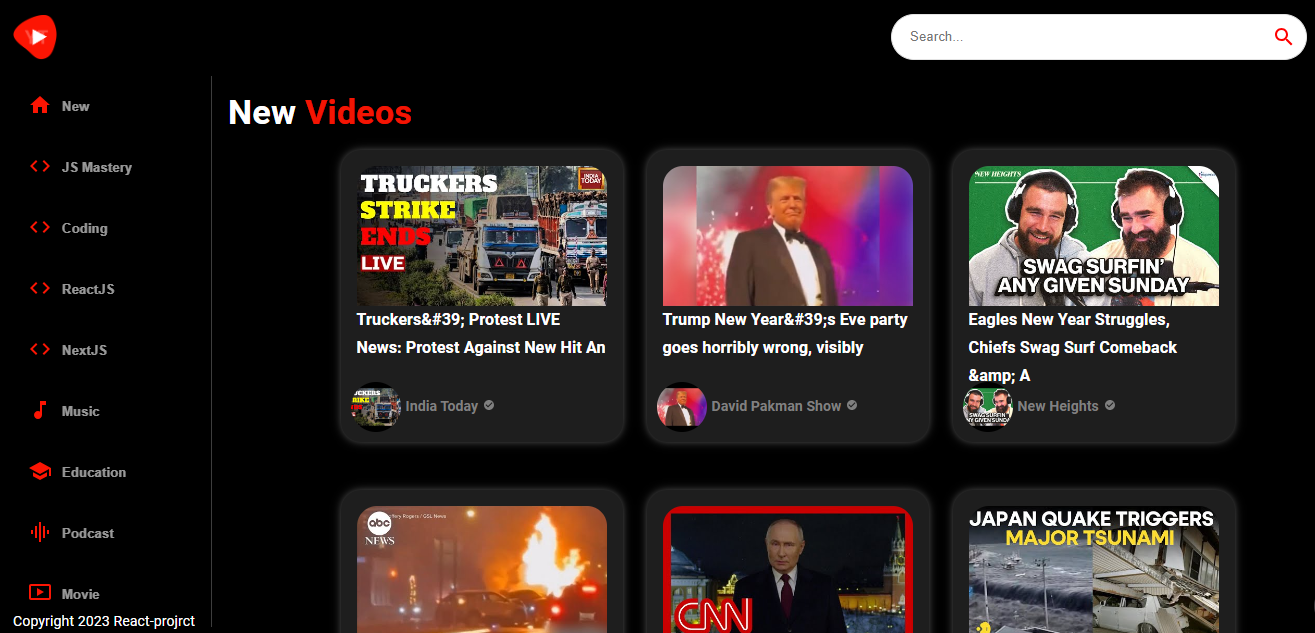 Search...
New
JS Mastery
Coding
ReactJS
NextJS
Music
Education
Podcast
Movie
Copyright 2023 React-projrct
New Videos
TRUCKERS
STRIKE
ENDS
LIVE
INDIA
TODAY
Truckers&#39; Protest LIVE
News: Protest Against New Hit An
India Today
Trump New Year&#39;s Eve party
goes horribly wrong, visibly
David Pakman Show
NEW HEIGHTS
SWAG SURFIN'
ANY GIVEN SUNDAY
Eagles New Year Struggles,
Chiefs Swag Surf Comeback
&amp; A
New Heights
abc
NEWS
CNN
JAPAN QUAKE TRIGGERS
MAJOR TSUNAMI